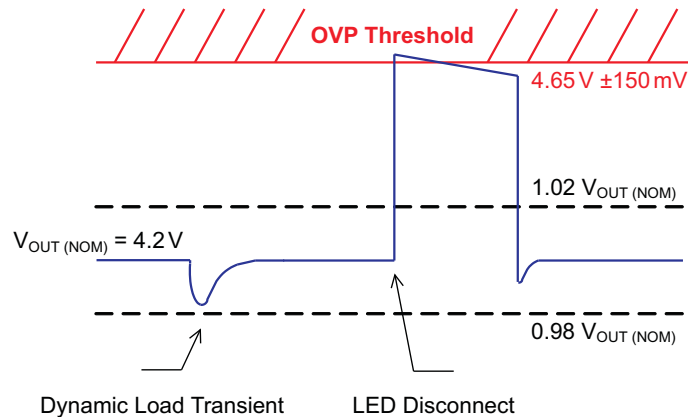 OVP Threshold
4.65 V ±150 mV
1.02 VOUT (NOM)
VOUT (NOM) = 4.2 V
0.98 VOUT (NOM)
Dynamic Load Transient
LED Disconnect